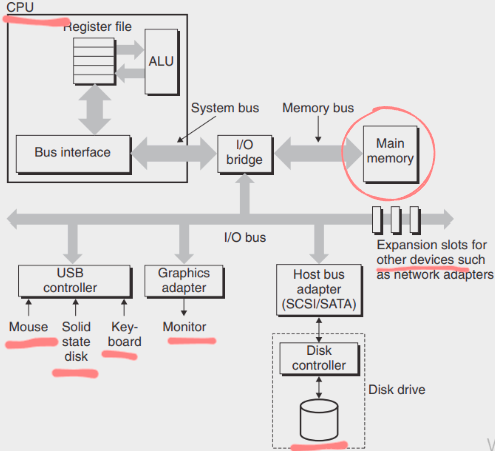 CPU
Register file
ALU
System bus
Memory bus
Bus interface
I/O
bridge
Main
memory
I/O bus
Expansion slots for
other devices such
as network adapters
USB
controller
Graphics
adapter
Host bus
adapter
(SCSI/SATA)
Mouse
Solid
state
disk
Key-
board
Monitor
Disk
controller
Disk drive